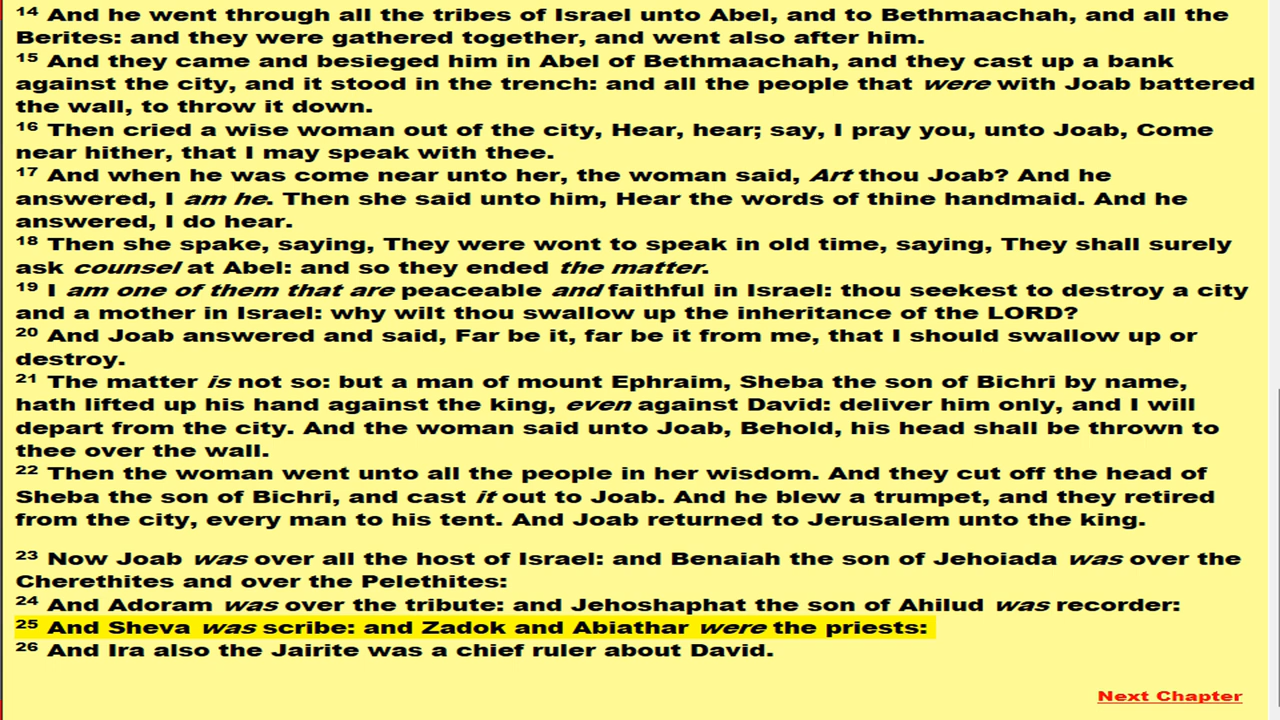 14 And he went through all the tribes of Israel unto Abel, and to Bethmaachah, and all the
Berites: and they were gathered together, and went also after him.
15 And they came and besieged him in Abel of Bethmaachah, and they cast up a bank
against the city, and it stood in the trench: and all the people that were with Joab battered
the wall, to throw it down.
16 Then cried a wise woman out of the city, Hear, hear; say, I pray you, unto Joab, Come
near hither, that I may speak with thee.
17 And when he was come near unto her, the woman said, Art thou Joab? And he
answered, I am he. Then she said unto him, Hear the words of thine handmaid. And he
answered, I do hear.
18 Then she spake, saying, They were wont to speak in old time, saying, They shall surely
ask counsel at Abel: and so they ended the matter.
19 I am one of them that are peaceable and faithful in Israel: thou seekest to destroy a city
and a mother in Israel: why wilt thou swallow up the inheritance of the LORD?
20 And Joab answered and said, Far be it, far be it from me, that I should swallow up or
destroy.
21 The matter is not so: but a man of mount Ephraim, Sheba the son of Bichri by name,
hath lifted up his hand against the king, even against David: deliver him only, and I will
depart from the city. And the woman said unto Joab, Behold, his head shall be thrown to
thee over the wall.
22 Then the woman went unto all the people in her wisdom. And they cut off the head of
Sheba the son of Bichri, and cast it out to Joab. And he blew a trumpet, and they retired
from the city, every man to his tent. And Joab returned to Jerusalem unto the king.
23 Now Joab was over all the host of Israel: and Benaiah the son of Jehoiada was over the
Cherethites and over the Pelethites:
24 And Adoram was over the tribute: and Jehoshaphat the son of Ahilud was recorder:
25 And Sheva was scribe: and Zadok and Abiathar were the priests:
26 And Ira also the Jairite was a chief ruler about David.
Next Chapter